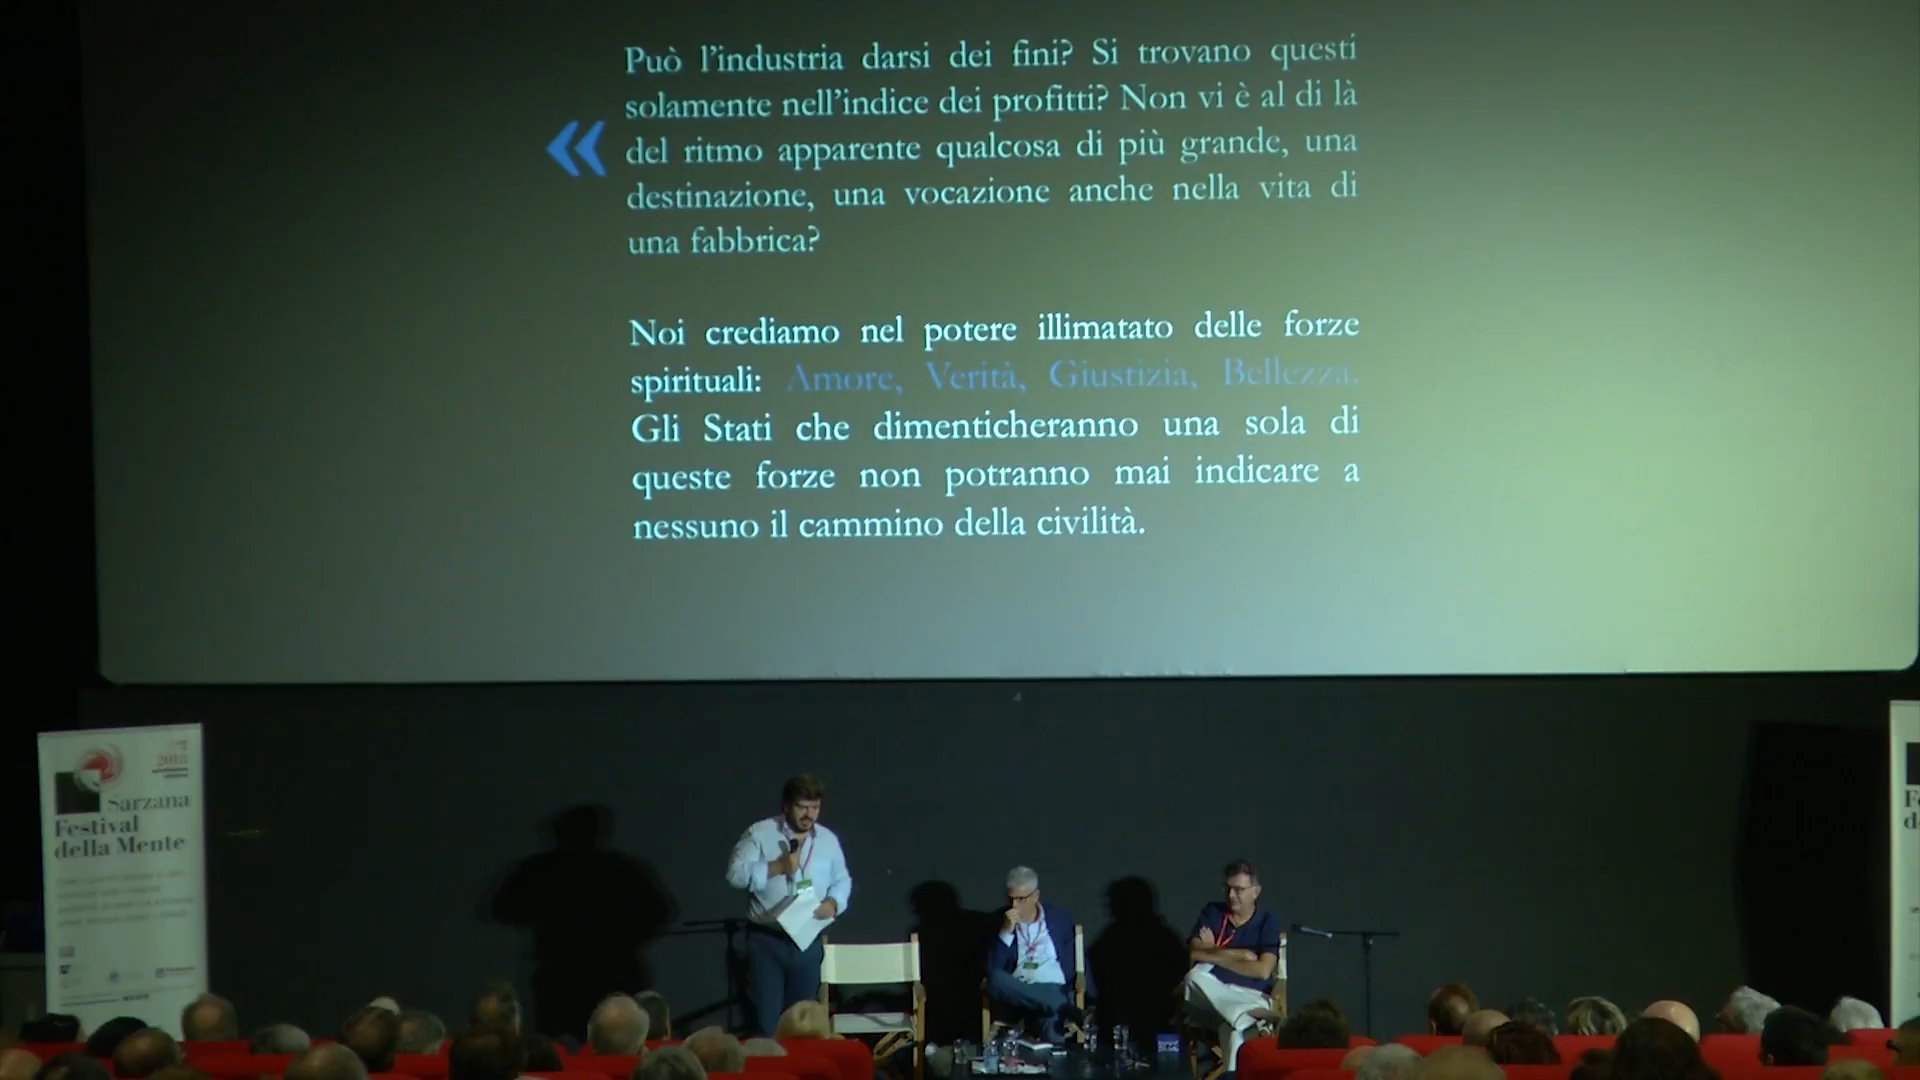 Può l'industria darsi dei fini? Si trovano questi
solamente nell'indice dei profitti? Non vi è al di là
«
del ritmo apparente qualcosa di più grande, una
destinazione, una vocazione anche nella vita di
una fabbrica?
Noi crediamo nel potere illimatato delle forze
spirituali: Amore, Verità, Giustizia, Bellezza.
Gli Stati che dimenticheranno una sola di
queste forze non potranno mai indicare a
nessuno il cammino della civilità.
Sarzana
Festival
della Mente